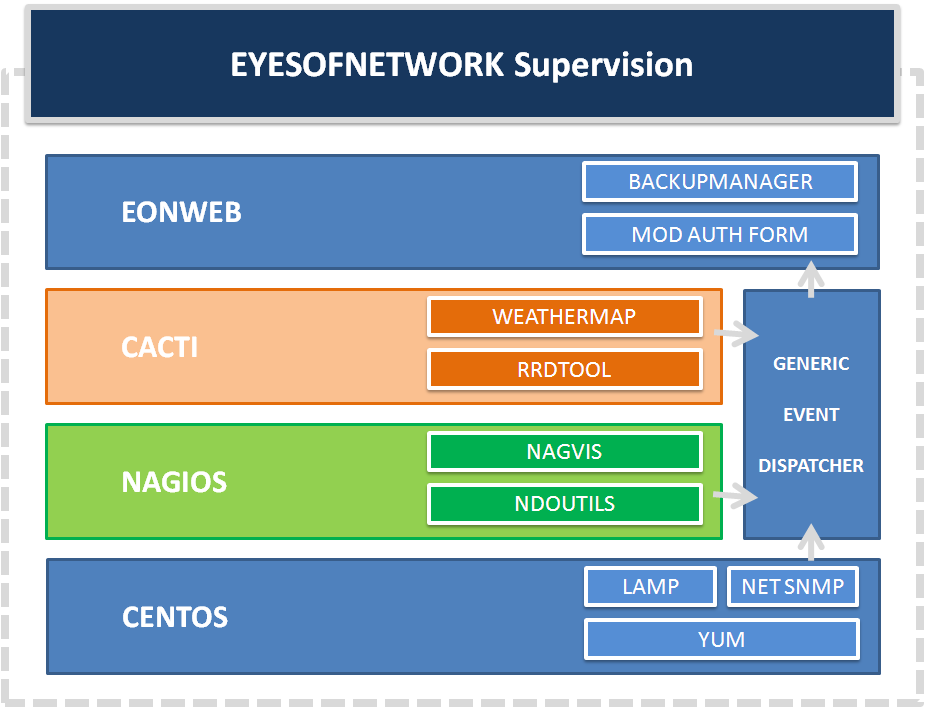 EYESOFNETWORK Supervision
EONWEB
BACKUPMANAGER
MOD AUTH FORM
CACTI
WEATHERMAP
RRDTOOL
GENERIC
EVENT
DISPATCHER
NAGIOS
NAGVIS
NDOUTILS
CENTOS
LAMP
NET SNMP
YUM